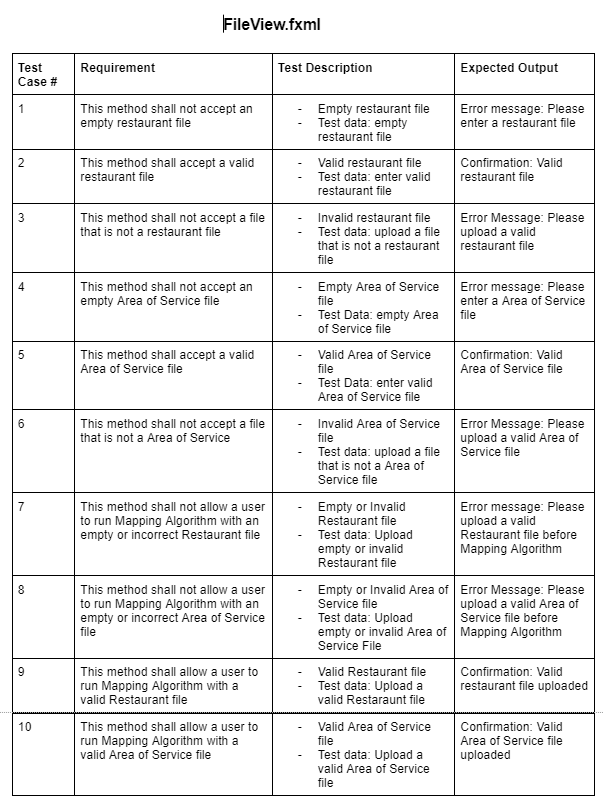 FileView.fxml
Test
Case #
Requirement
Test Description
Expected Output
1
This method shall not accept an
empty restaurant file
- Empty restaurant file
- Test data: empty
restaurant file
Error message: Please
enter a restaurant file
2
This method shall accept a valid
restaurant file
- Valid restaurant file
- Test data: enter valid
restaurant file
Confirmation: Valid
restaurant file
3
This method shall not accept a file
that is not a restaurant file
- Invalid restaurant file
- Test data: upload a file
that is not a restaurant
file
Error Message: Please
upload a valid
restaurant file
4
This method shall not accept an
empty Area of Service file
- Empty Area of Service
file
- Test Data: empty Area
of Service file
Error message: Please
enter a Area of Service
file
5
This method shall accept a valid
Area of Service file
- Valid Area of Service
file
- Test Data: enter valid
Area of Service file
Confirmation: Valid
Area of Service file
6
This method shall not accept a file
that is not a Area of Service
- Invalid Area of Service
file
- Test data: upload a file
that is not a Area of
Service file
Error Message: Please
upload a valid Area of
Service file
7
This method shall not allow a user
to run Mapping Algorithm with an
empty or incorrect Restaurant file
- Empty or Invalid
Restaurant file
- Test data: Upload
empty or invalid
Restaurant file
Error message: Please
upload a valid
Restaurant file before
Mapping Algorithm
8
This method shall not allow a user
to run Mapping Algorithm with an
empty or incorrect Area of Service
file
- Empty or Invalid Area of
Service file
- Test data: Upload
empty or invalid Area of
Service File
Error Message: Please
upload a valid Area of
Service file before
Mapping Algorithm
9
This method shall allow a user to
run Mapping Algorithm with a
valid Restaurant file
- Valid Restaurant file
- Test data: Upload a
valid Restaraunt file
Confirmation: Valid
restaurant file uploaded
10
This method shall allow a user to
run Mapping Algorithm with a
valid Area of Service file
- Valid Area of Service
file
- Test data: Upload a
valid Area of Service
file
Confirmation: Valid
Area of Service file
uploaded